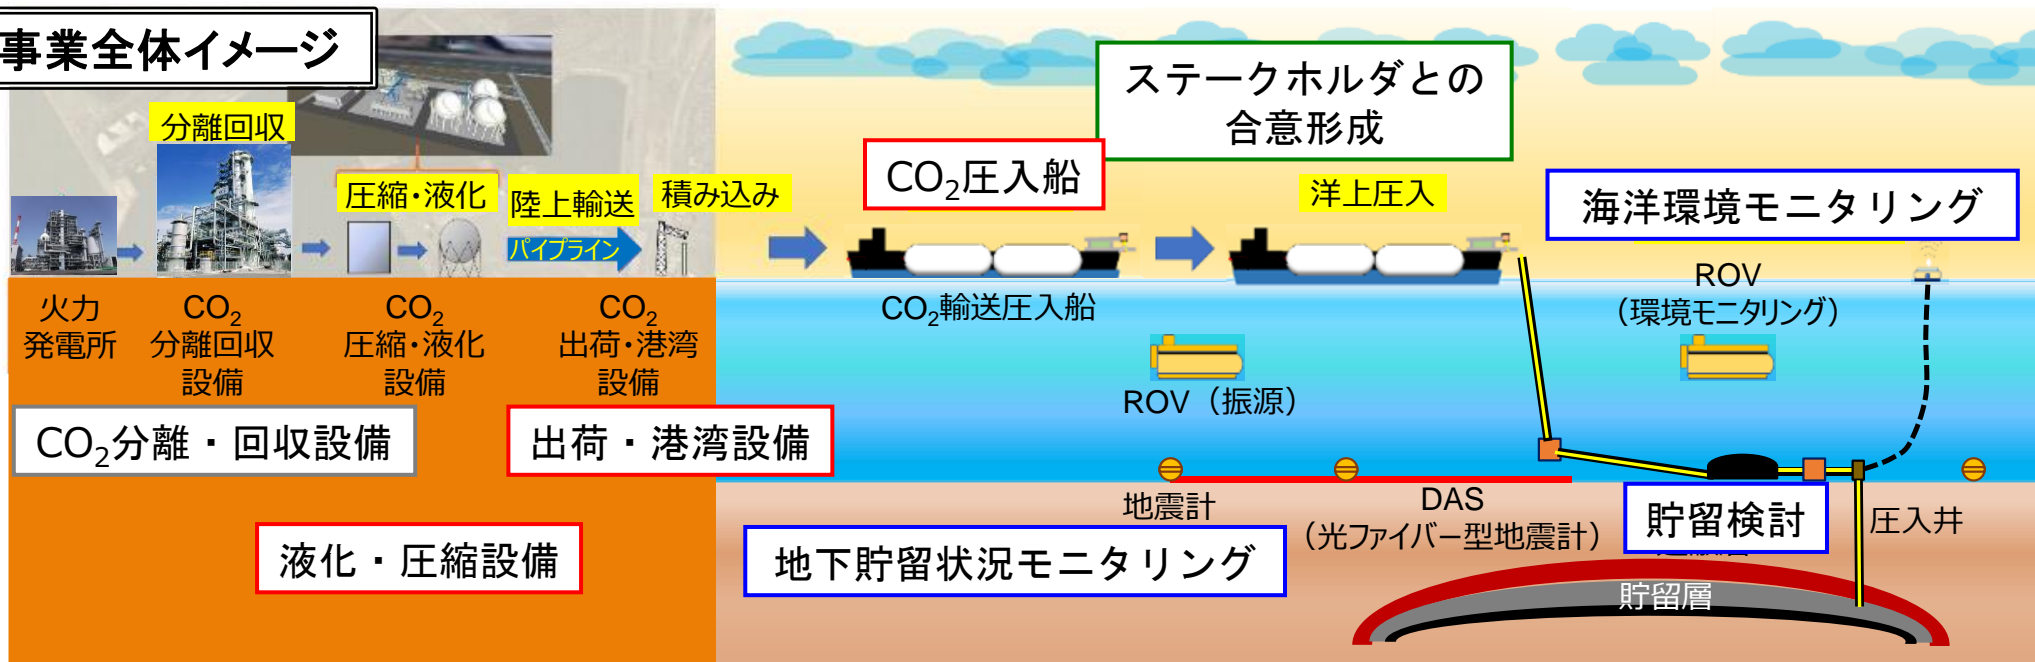 事業全体イメージ
分離回収
圧縮・液化
陸上輸送
パイプライン
積み込み
火力
発電所
CO₂
分離回収
設備
CO₂
圧縮・液化
設備
CO₂
出荷・港湾
設備
CO₂分離・回収設備
出荷・港湾設備
液化・圧縮設備
ステークホルダとの
合意形成
CO₂圧入船
洋上圧入
海洋環境モニタリング
CO₂輸送圧入船
ROV
（環境モニタリング）
ROV（振源）
地震計
DAS
（光ファイバー型地震計）
貯留検討
圧入井
地下貯留状況モニタリング
貯留層